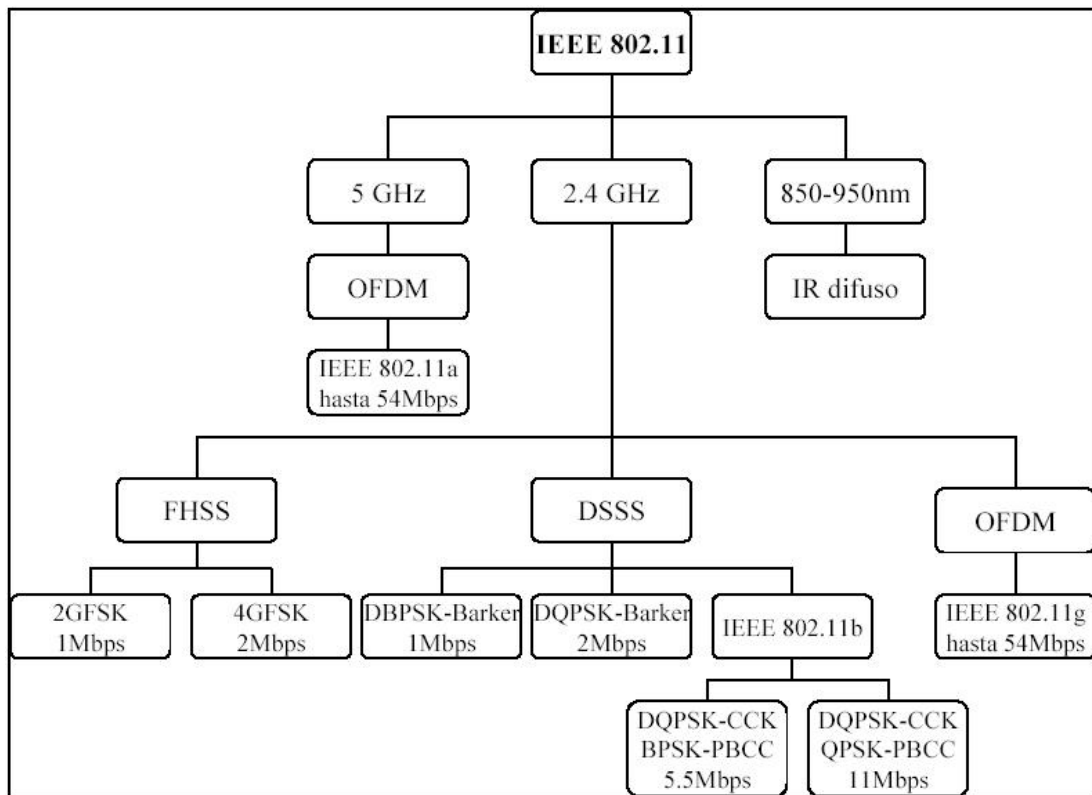 IEEE 802.11
5 GHz
2.4 GHz
850-950nm
OFDM
IR difuso
IEEE 802.11a
hasta 54Mbps
FHSS
DSSS
OFDM
2GFSK
1Mbps
4GFSK
2Mbps
DBPSK-Barker
1Mbps
DQPSK-Barker
2Mbps
IEEE 802.11b
IEEE 802.11g
hasta 54Mbps
DQPSK-CCK
BPSK-PBCC
5.5Mbps
DQPSK-CCK
QPSK-PBCC
11Mbps